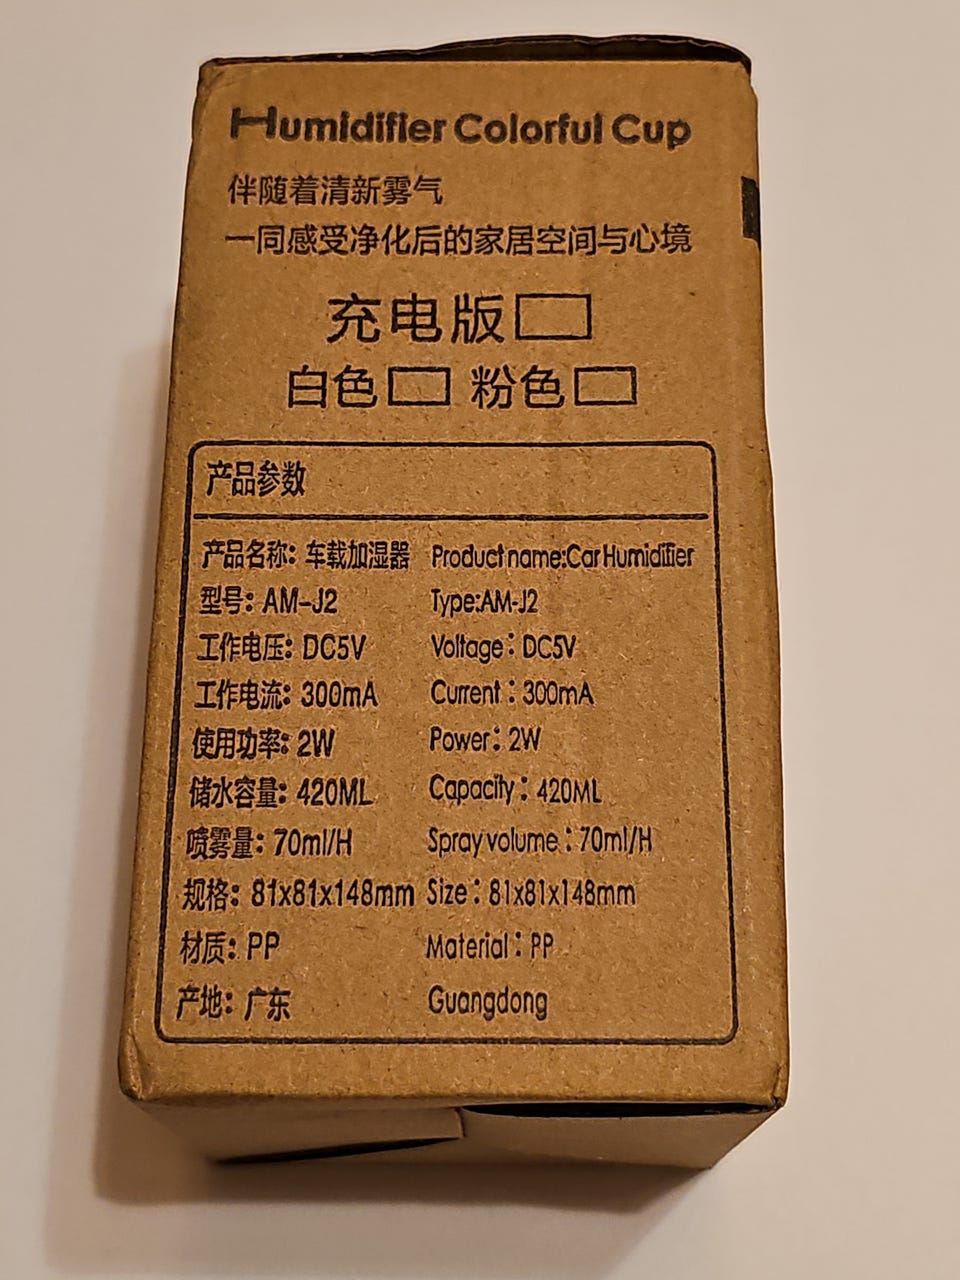 Humidifier Colorful Cup
伴随着清新雾气
一同感受净化后的家居空间与心境
充电版
白色 粉色
产品参数
产品名称：车载加湿器 Product name:Car Humidifier
型号：AM-J2 Type:AM-J2
工作电压：DC5V Voltage：DC5V
工作电流：300mA Current：300mA
使用功率：2W Power：2W
储水容量：420ML Capacity：420ML
喷雾量：70ml/H Spray volume：70ml/H
规格：81x81x148mm Size：81x81x148mm
材质：PP Material：PP
产地：广东 Guangdong